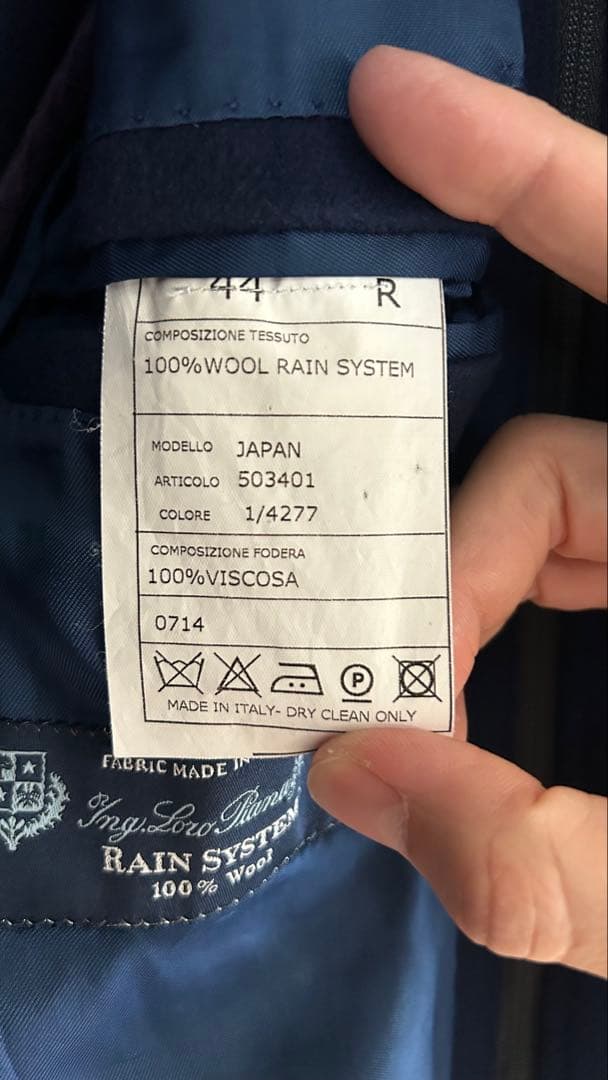 44 R
COMPOSIZIONE TESSUTO
100%WOOL RAIN SYSTEM
MODELLO JAPAN
ARTICOLO 503401
COLORE 1/4277
COMPOSIZIONE FODERA
100%VISCOSA
0714
P
MADE IN ITALY- DRY CLEAN ONLY
FABRIC MADE IN
Ing. Loro Piana
RAIN SYSTEM
100% Wool